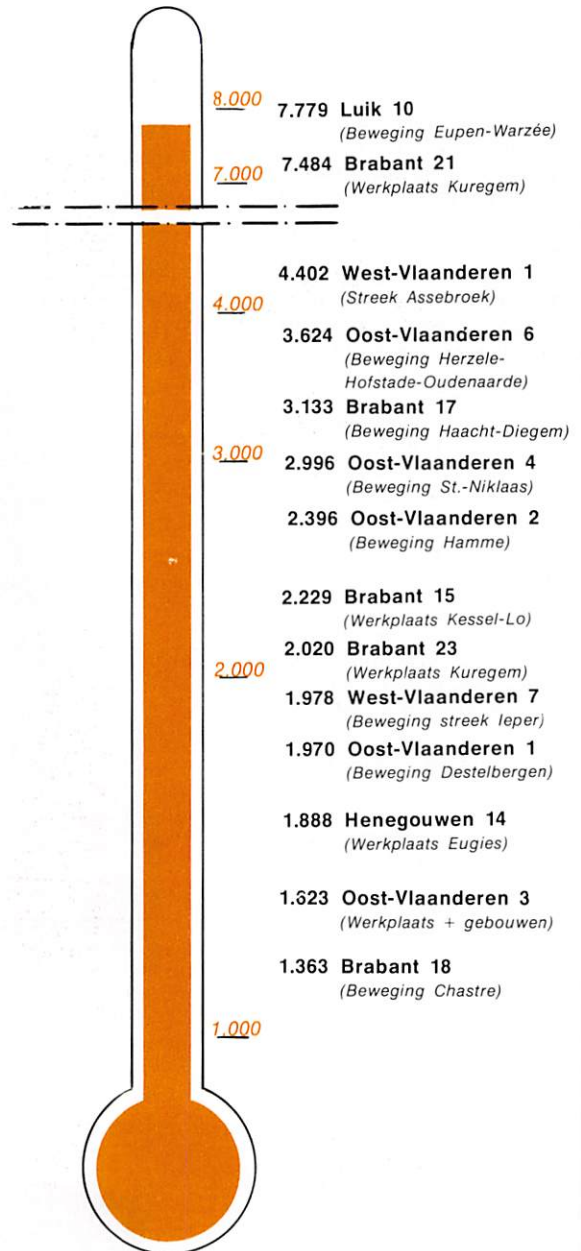 8.000
7.779 Luik 10
(Beweging Eupen-Warzée)
7.484 Brabant 21
7.000
(Werkplaats Kuregem)
4.402 West-Vlaanderen 1
(Streek Assebroek)
4.000
3.624 Oost-Vlaanderen 6
(Beweging Herzele-
Hofstade-Oudenaarde)
3.133 Brabant 17
(Beweging Haacht-Diegem)
3.000
2.996 Oost-Vlaanderen 4
(Beweging St.-Niklaas)
2.396 Oost-Vlaanderen 2
(Beweging Hamme)
2.229 Brabant 15
(Werkplaats Kessel-Lo)
2.020 Brabant 23
(Werkplaats Kuregem)
2.000
1.978 West-Vlaanderen 7
(Beweging streek Ieper)
1.970 Oost-Vlaanderen 1
(Beweging Destelbergen)
1.888 Henegouwen 14
(Werkplaats Eugies)
1.623 Oost-Vlaanderen 3
(Werkplaats + gebouwen)
1.363 Brabant 18
(Beweging Chastre)
1.000